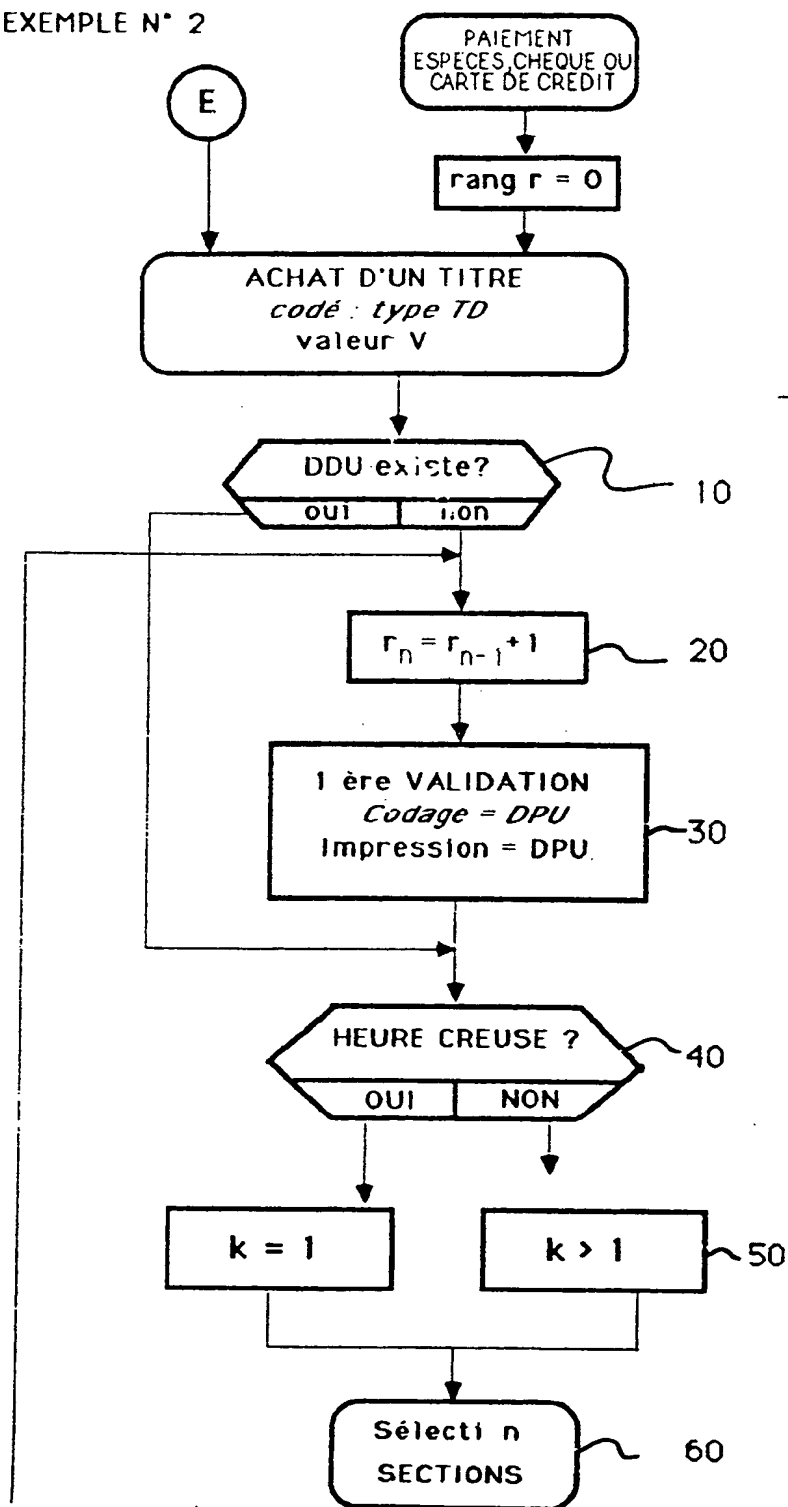 EXEMPLE N° 2
PAIEMENT
ESPECES, CHEQUE OU
CARTE DE CREDIT
E
rang r = 0
ACHAT D'UN TITRE
codé : type TD
valeur V
DDU existe?
10
oui non
r_n = r_{n-1} + 1
20
1 ère VALIDATION
Codage = DPU
Impression = DPU
30
HEURE CREUSE ?
40
OUI NON
k = 1
k > 1
50
Sélecti n
SECTIONS
60